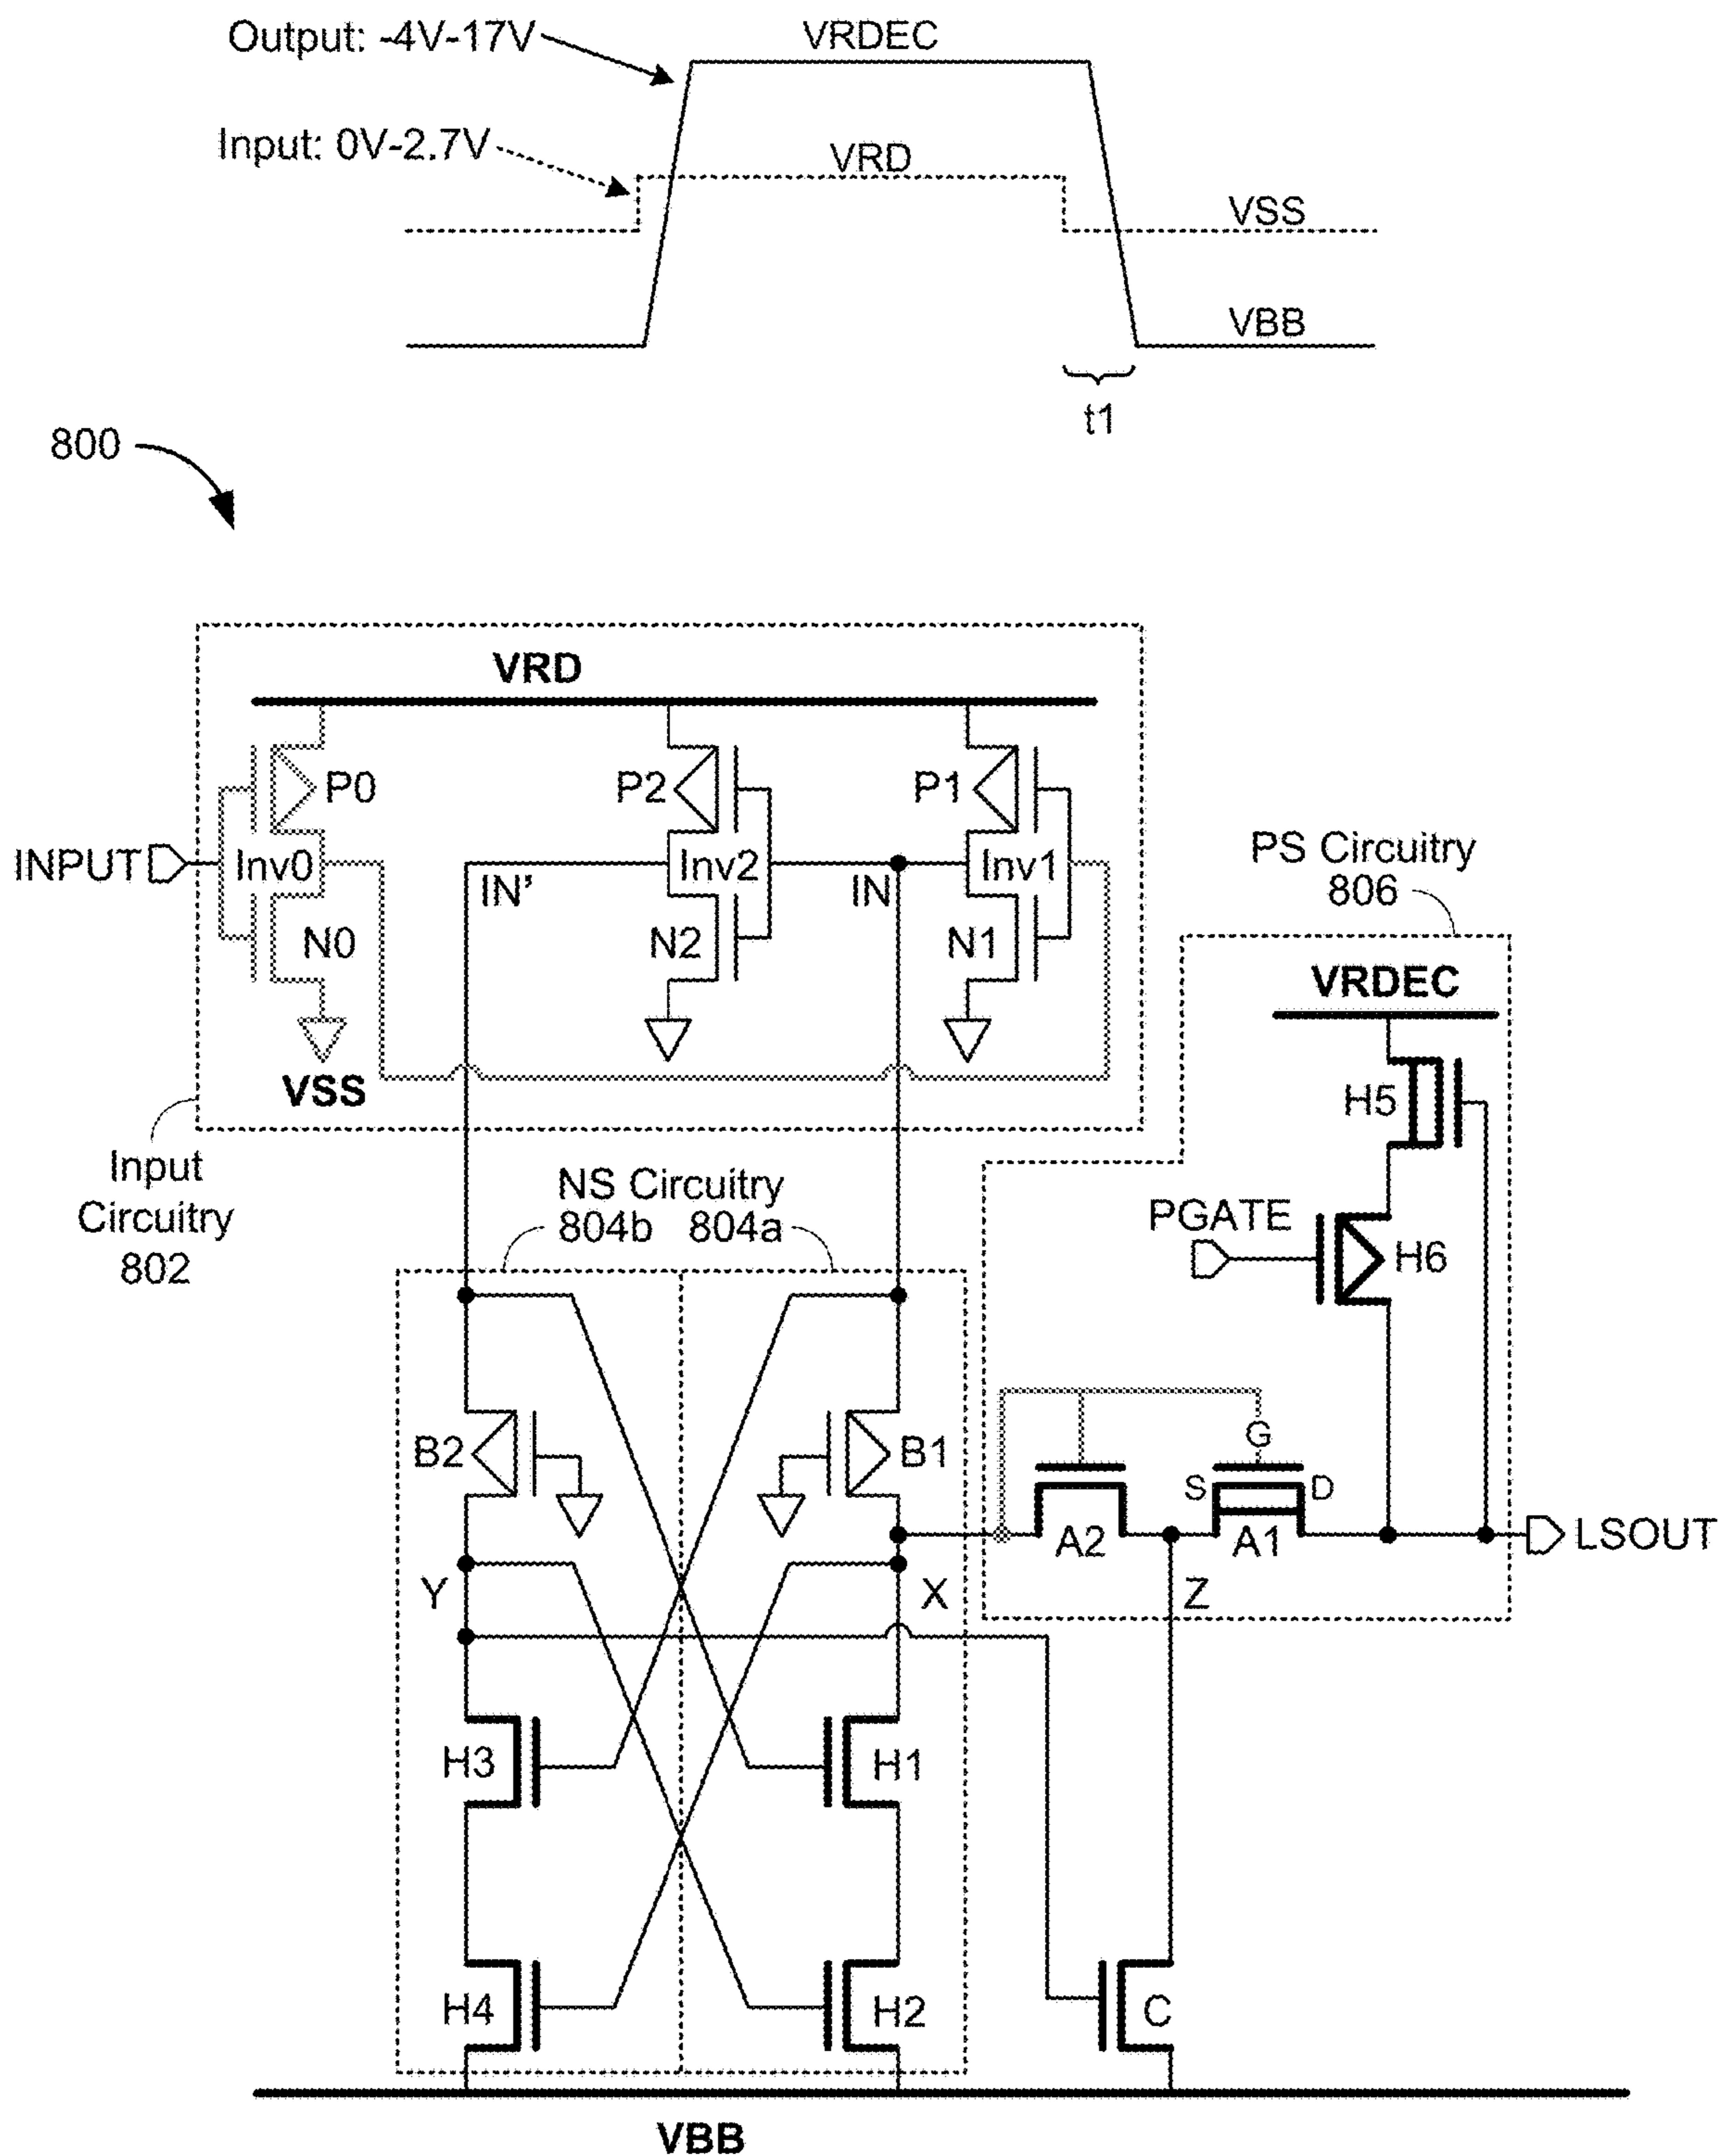 Output: -4V-17V
VRDEC
Input: 0V-2.7V
VRD
VSS
VBB
t1
800
VRD
P0
P2
P1
INPUT
Inv0
IN’
Inv2
IN
Inv1
N0
N2
N1
VSS
PS Circuitry
806
VRDEC
H5
Input
Circuitry
802
NS Circuitry
804b 804a
PGATE
H6
B2
B1
G
S
D
A2
A1
LSOUT
Y
X
Z
H3
H1
H4
H2
C
VBB